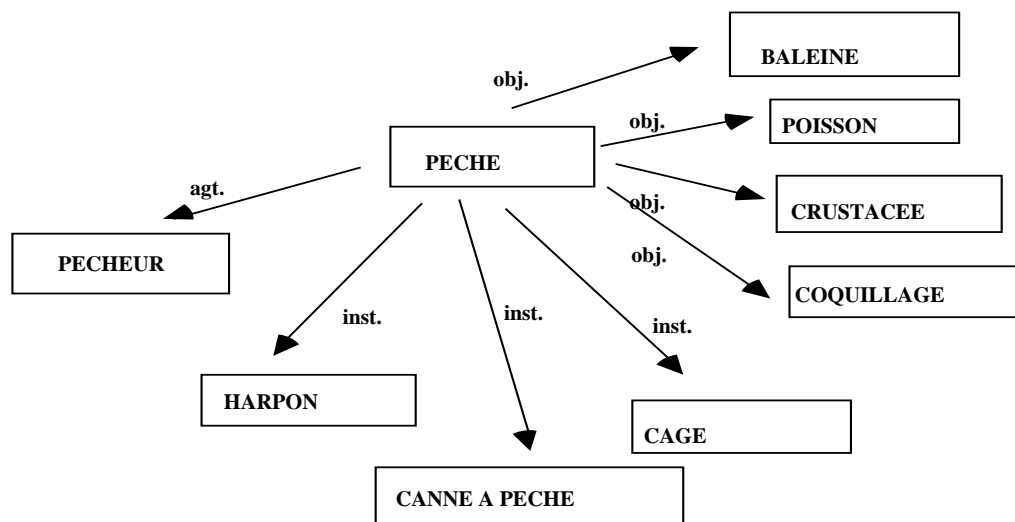 BALEINE
obj.
obj.
POISSON
PECHE
agt.
obj.
CRUSTACEE
PECHEUR
obj.
COQUILLAGE
inst.
inst.
inst.
HARPON
CAGE
CANNE A PECHE